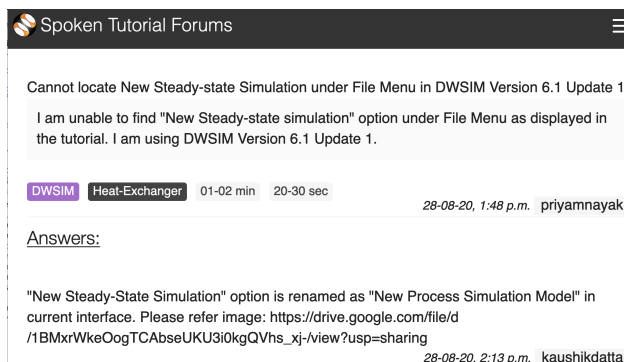 Spoken Tutorial Forums
Cannot locate New Steady-state Simulation under File Menu in DWSIM Version 6.1 Update 1
I am unable to find "New Steady-state simulation" option under File Menu as displayed in
the tutorial. I am using DWSIM Version 6.1 Update 1.
DWSIM Heat-Exchanger 01-02 min 20-30 sec
28-08-20, 1:48 p.m. priyamnayak
Answers:
"New Steady-State Simulation" option is renamed as "New Process Simulation Model" in
current interface. Please refer image: https://drive.google.com/file/d
/1BMxrWkeOogTCAbseUKU3i0kgQVhs_xj-/view?usp=sharing
28-08-20, 2:13 p.m. kaushikdatta